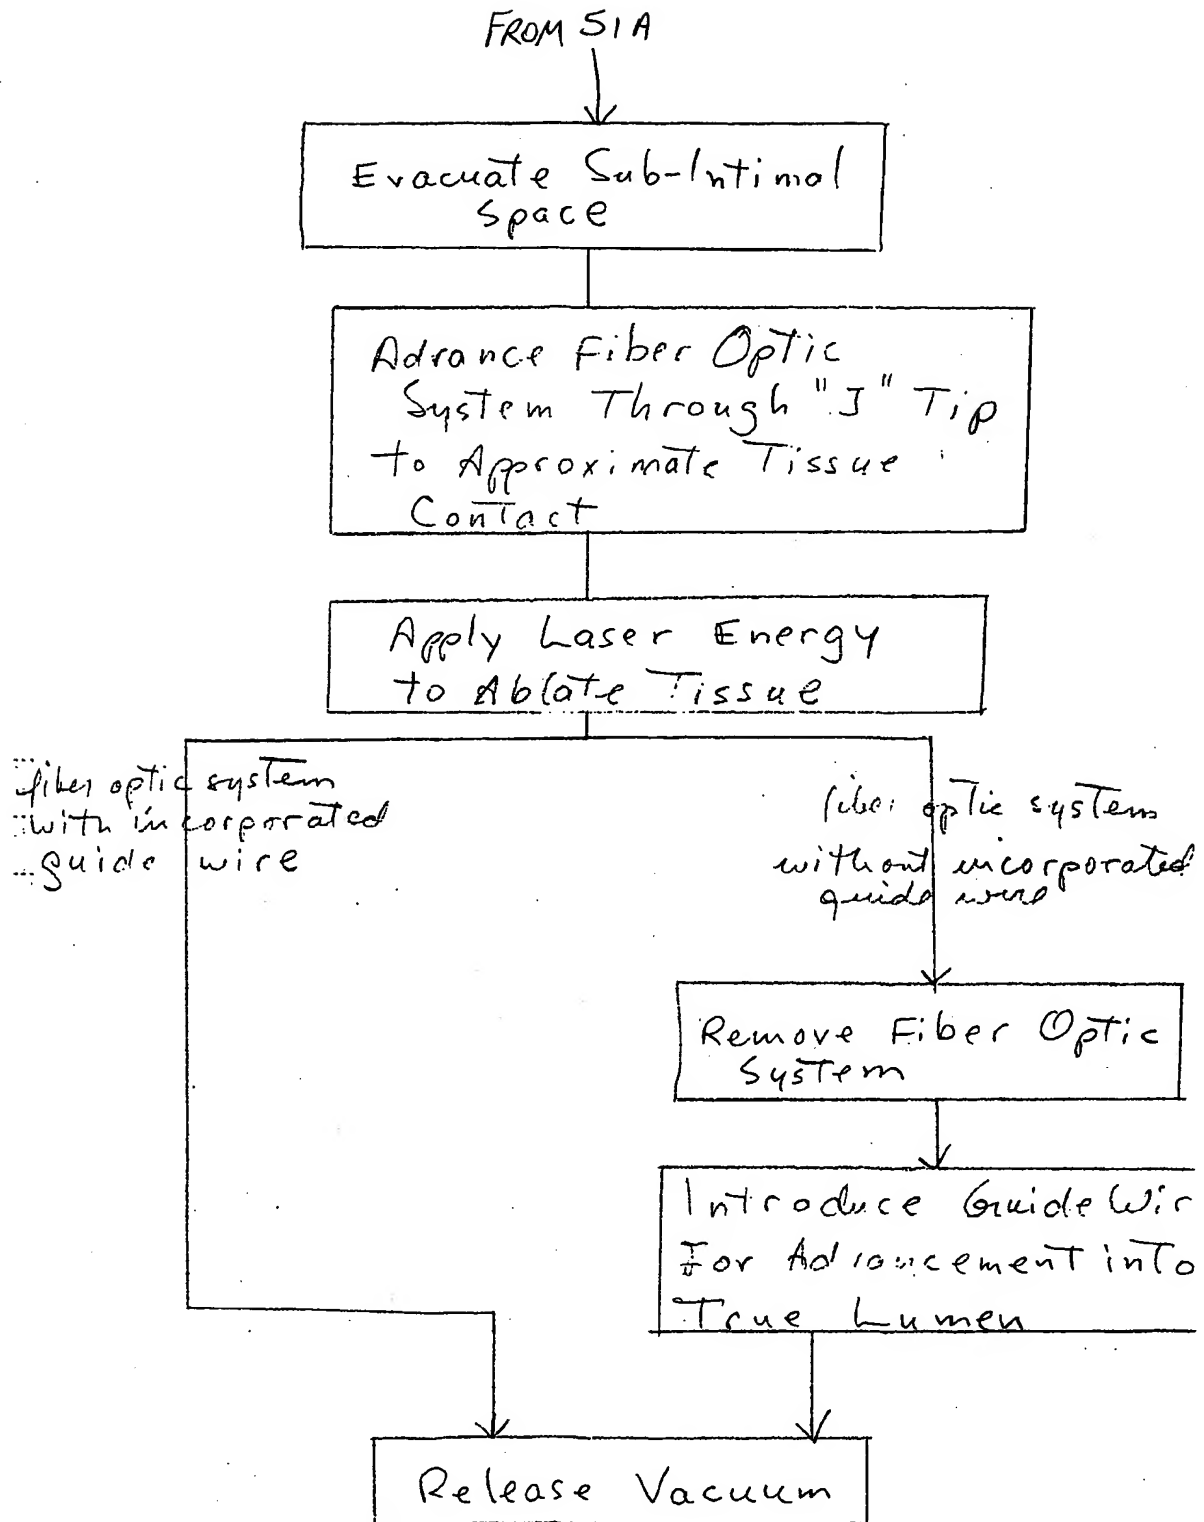 FROM 51A
Evacuate Sub-Intimal
Space
Advance Fiber Optic
System Through "J" Tip
to Approximate Tissue
Contact
Apply Laser Energy
to Ablate Tissue
fiber optic system
with incorporated
guide wire
fiber optic system
without incorporated
guide wire
Remove Fiber Optic
System
Introduce Guide Wir
For Advancement into
True Lumen
Release Vacuum